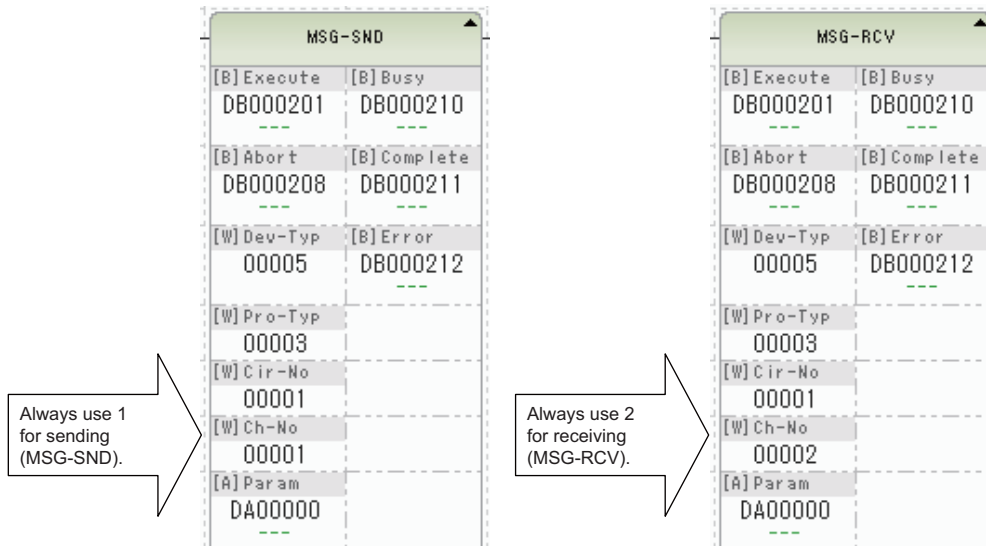 MSG-SND
[B]Execute [B]Busy
DB000201 DB000210
--- ---
[B]Abort [B]Complete
DB000208 DB000211
--- ---
[W]Dev-Typ [B]Error
00005 DB000212
---
[W]Pro-Typ
00003
[W]Cir-No
00001
[W]Ch-No
00001
[A]Param
DA00000
---
Always use 1
for sending
(MSG-SND).
MSG-RCV
[B]Execute [B]Busy
DB000201 DB000210
--- ---
[B]Abort [B]Complete
DB000208 DB000211
--- ---
[W]Dev-Typ [B]Error
00005 DB000212
---
[W]Pro-Typ
00003
[W]Cir-No
00001
[W]Ch-No
00002
[A]Param
DA00000
---
Always use 2
for receiving
(MSG-RCV).